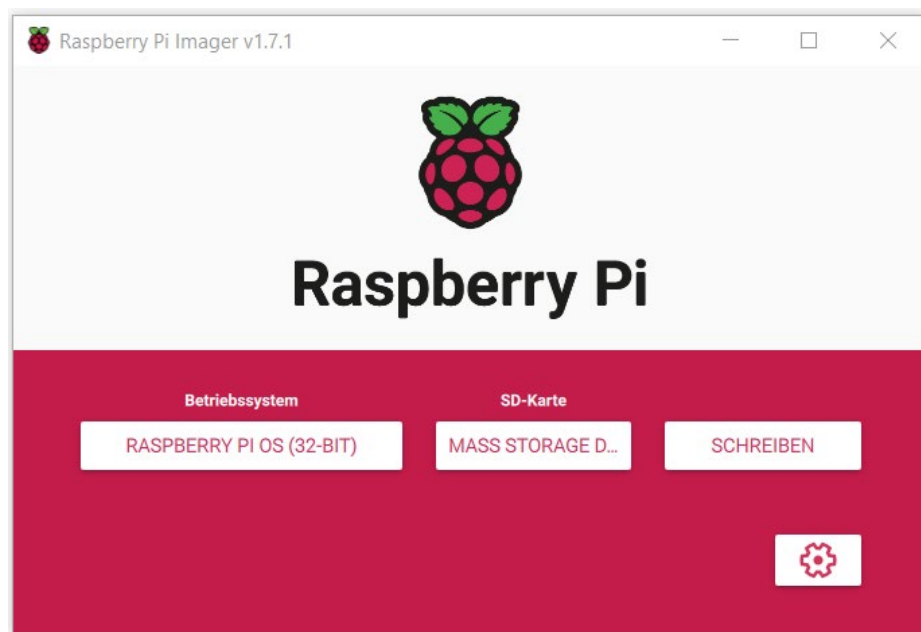 Raspberry Pi Imager v1.7.1
Raspberry Pi
Betriebssystem
SD-Karte
RASPBERRY PI OS (32-BIT)
MASS STORAGE D...
SCHREIBEN